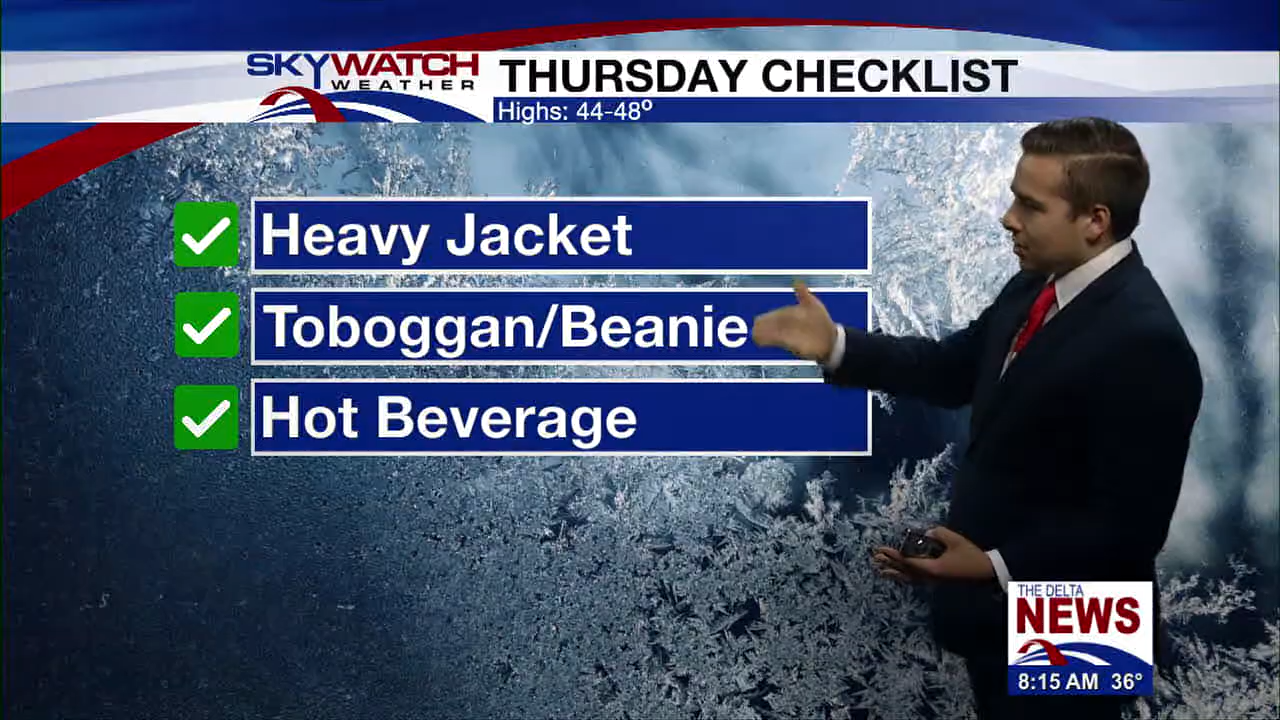 SKYWATCH
WEATHER
THURSDAY CHECKLIST
Highs: 44-48°
Heavy Jacket
Toboggan/Beanie
Hot Beverage
THE DELTA
NEWS
8:15 AM 36°